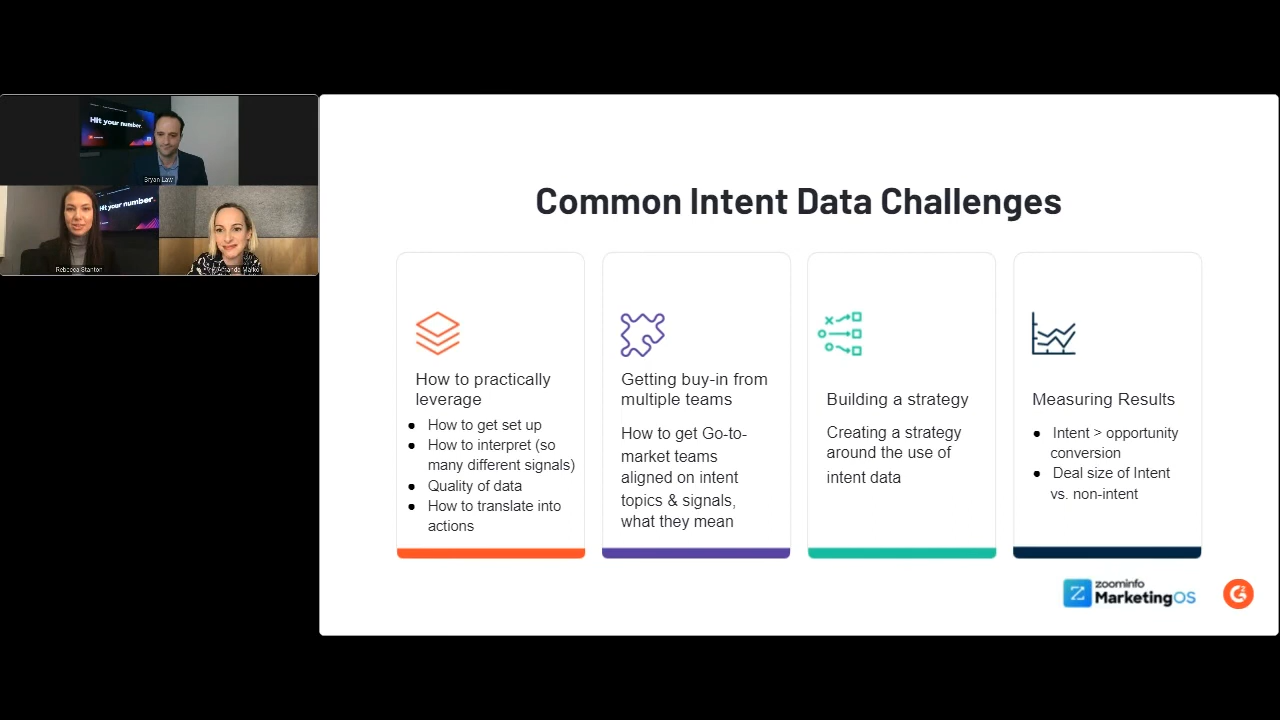 Hit your number.
Bryan Law
Hit your number.
Rebecca Stanton
Amanda Malko
Common Intent Data Challenges
How to practically
leverage
● How to get set up
● How to interpret (so
many different signals)
● Quality of data
● How to translate into
actions
Getting buy-in from
multiple teams
How to get Go-to-
market teams
aligned on intent
topics & signals,
what they mean
Building a strategy
Creating a strategy
around the use of
intent data
Measuring Results
● Intent > opportunity
conversion
● Deal size of Intent
vs. non-intent
zoominfo
MarketingOS